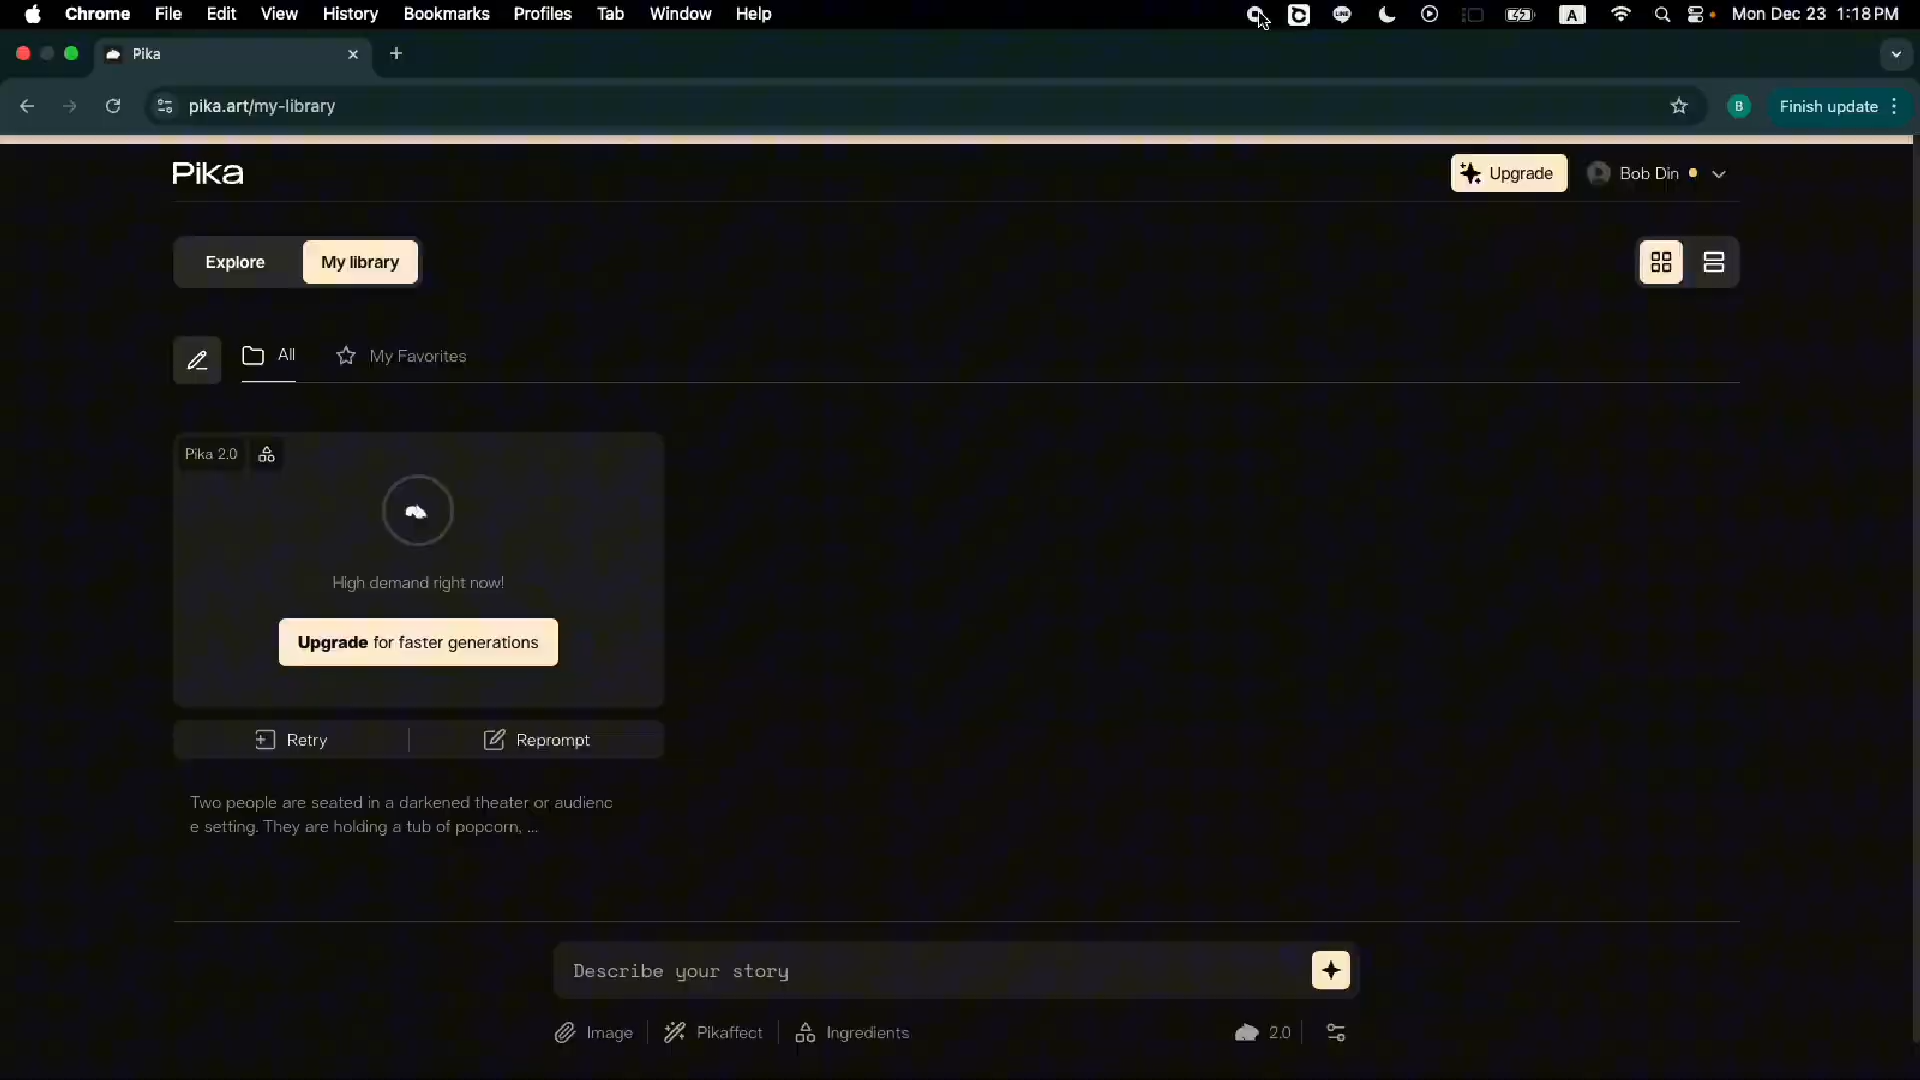 Chrome File Edit View History Bookmarks Profiles Tab Window Help LINE A Mon Dec 23 1:18 PM
Pika
pika.art/my-library B Finish update
Pika Upgrade Bob Din
Explore My library
All My Favorites
Pika 2.0
High demand right now!
Upgrade for faster generations
Retry Reprompt
Two people are seated in a darkened theater or audienc
e setting. They are holding a tub of popcorn, ...
Describe your story
Image Pikaffect Ingredients 2.0